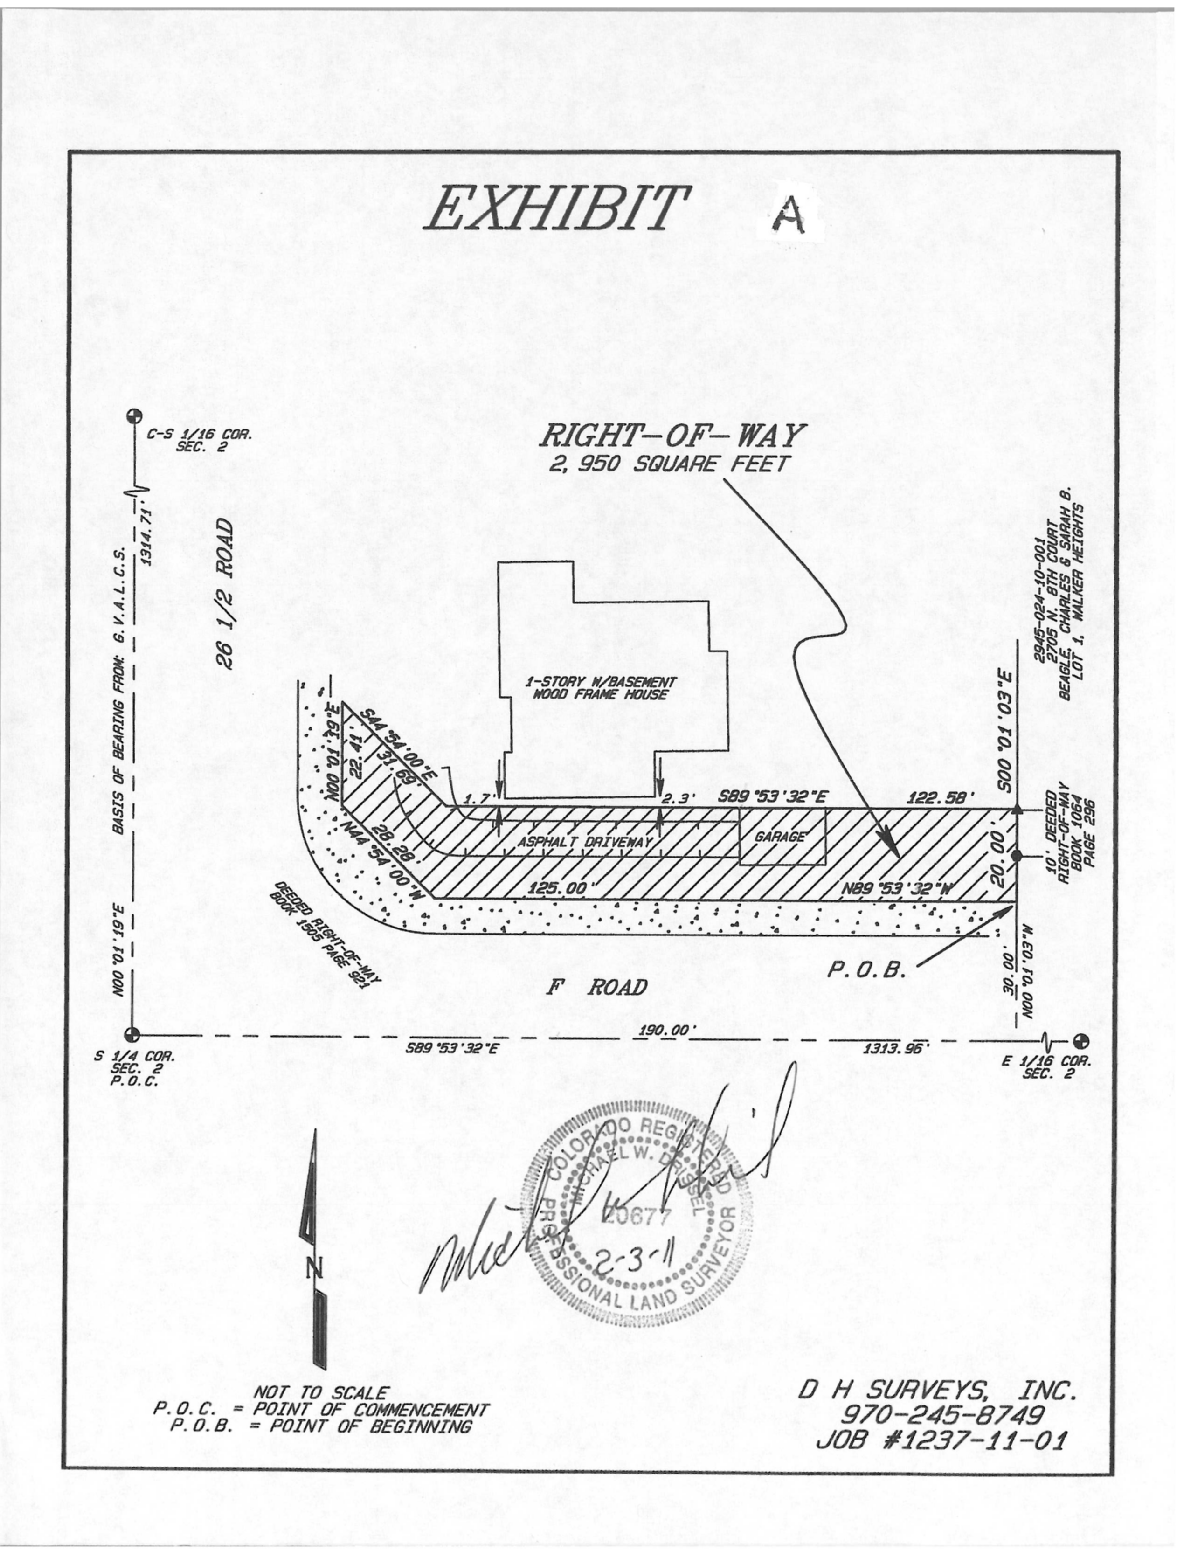 EXHIBIT A
C-S 1/16 COR.
SEC. 2
RIGHT-OF-WAY
2,950 SQUARE FEET
1314.71'
BASIS OF BEARING FROM: G.V.A.L.C.S.
N00°01'19"E
26 1/2 ROAD
2945-024-10-001
2705 N. 8TH COURT
BEAGLE, CHARLES & SARAH B.
LOT 1, WALKER HEIGHTS
1-STORY W/BASEMENT
WOOD FRAME HOUSE
S00°01'03"E
N00°01'19"E
22.41'
S44°54'00"E
31.69'
1.7'
2.3'
S89°53'32"E
122.58'
ASPHALT DRIVEWAY
GARAGE
28.28
N44°54'00"W
125.00'
N89°53'32"W
20.00'
10' DEEDED
RIGHT-OF-WAY
BOOK 1064
PAGE 296
DEEDED RIGHT-OF-WAY
BOOK 1505 PAGE 921
P.O.B.
F ROAD
30.00'
N00°01'03"W
190.00'
S89°53'32"E
1313.96'
S 1/4 COR.
SEC. 2
P.O.C.
E 1/16 COR.
SEC. 2
COLORADO REGISTERED
MICHAEL W. DRISSEL
20677
2-3-11
PROFESSIONAL LAND SURVEYOR
N
NOT TO SCALE
P.O.C. = POINT OF COMMENCEMENT
P.O.B. = POINT OF BEGINNING
D H SURVEYS, INC.
970-245-8749
JOB #1237-11-01